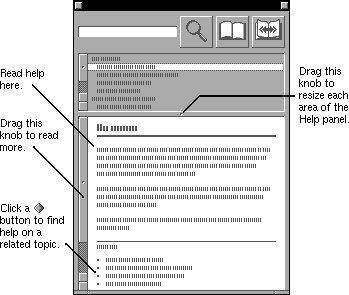 Read help
here.
Drag this
knob to read
more.
Click a
button to find
help on a
related topic.
Drag this
knob to
resize each
area of the
Help panel.